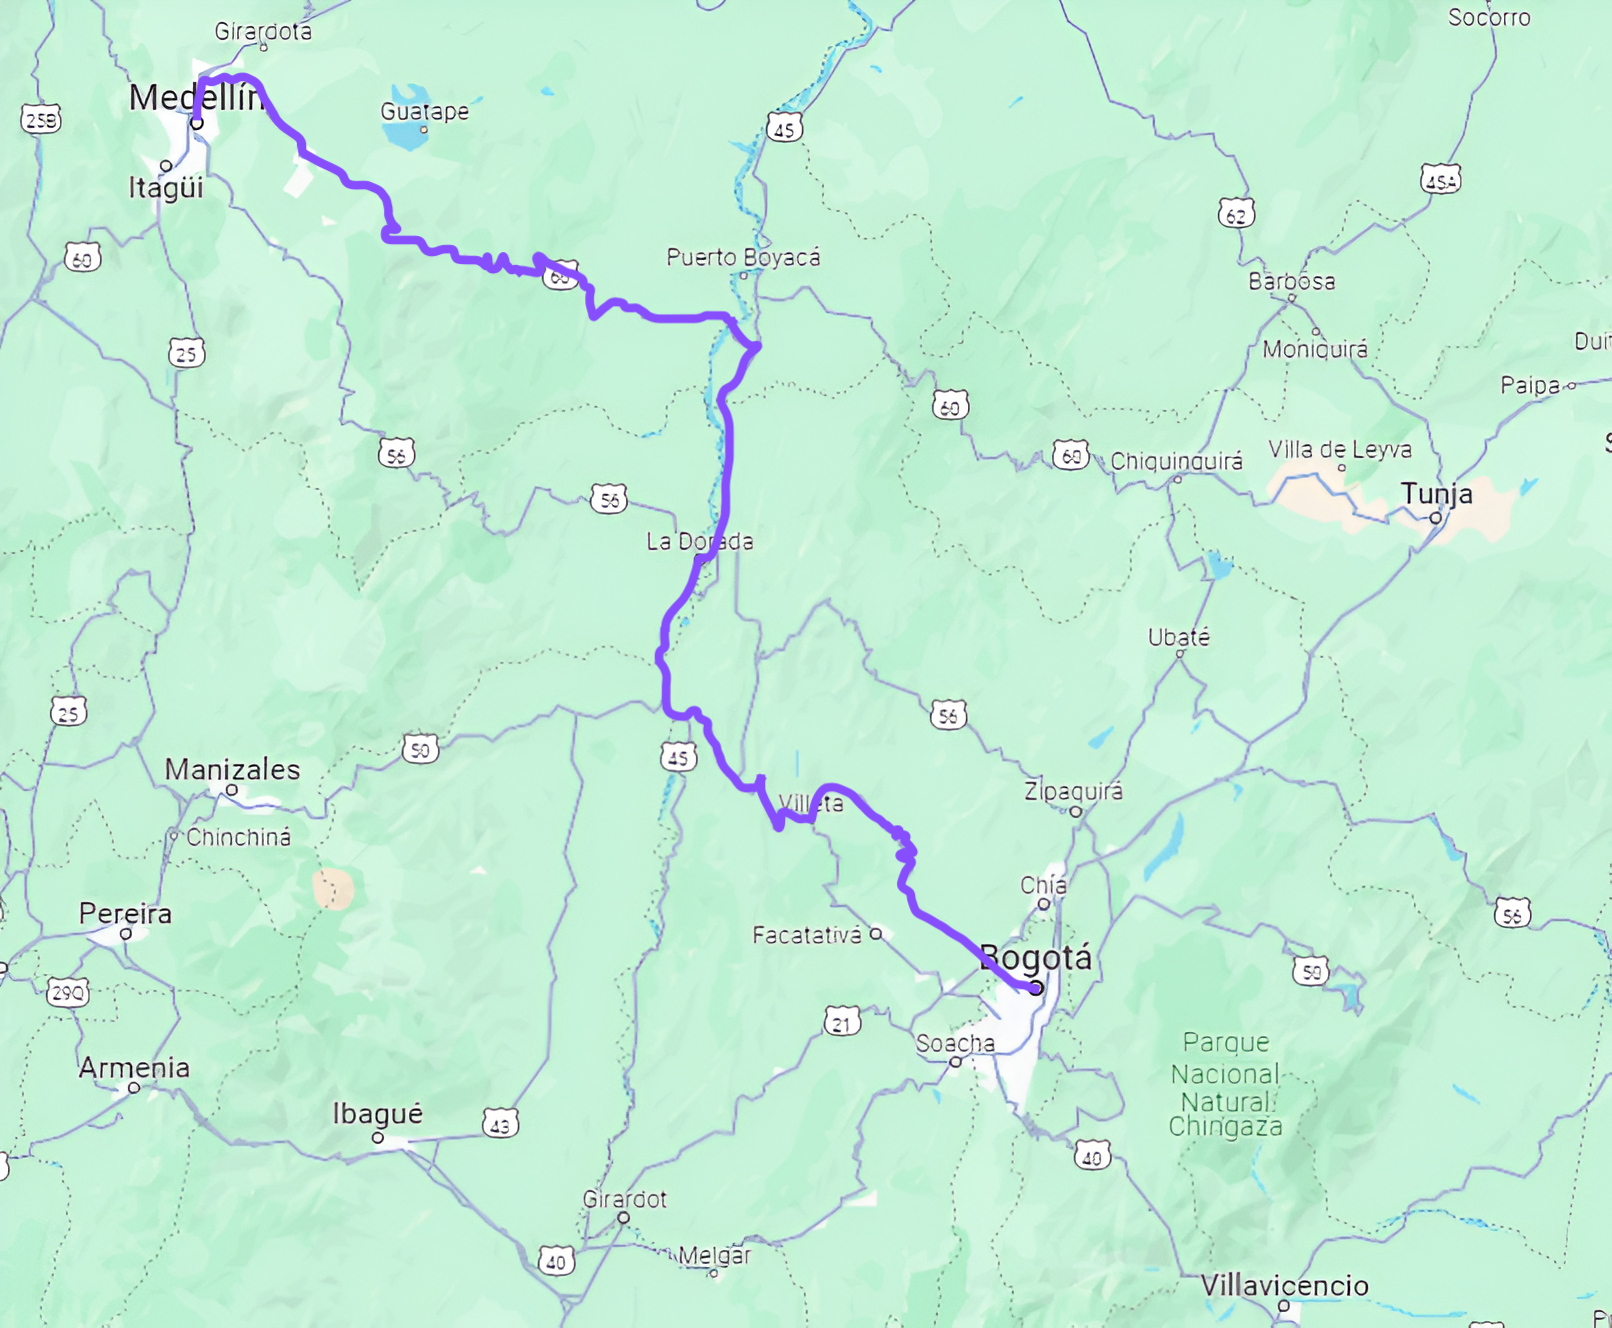 Socorro
Girardota
Medellín
Guatape
25B
45
Itagüi
45A
62
60
Puerto Boyacá
60
Barbosa
Moniquirá
25
Paipa
60
56
60
Chiquinquirá
Villa de Leyva
Tunja
56
La Dorada
Ubaté
25
56
50
45
Manizales
Villeta
Zipaquirá
Chinchiná
Chía
Pereira
56
Facatativá
Bogotá
50
29Q
21
Soacha
Parque
Nacional
Natural
Chingaza
Armenia
Ibagué
43
40
Girardot
Melgar
40
Villavicencio